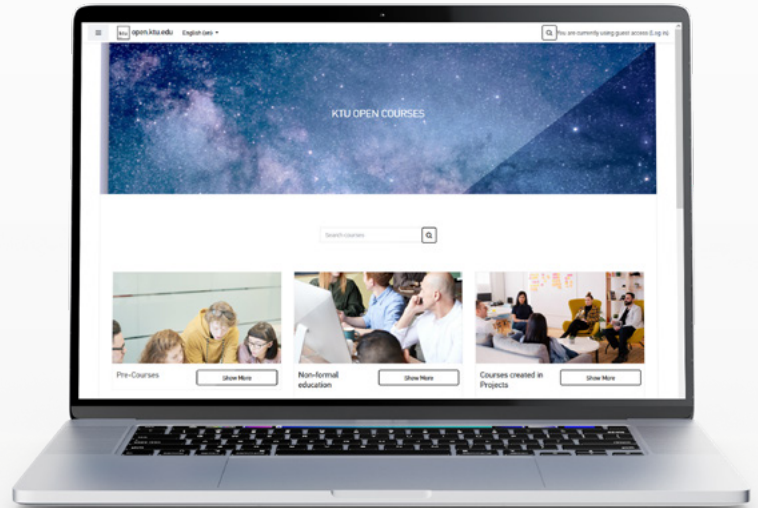 ktu open.ktu.edu English (en)
You are currently using guest access (Log in)
KTU OPEN COURSES
Search courses
Pre-Courses
Show More
Non-formal
education
Show More
Courses created in
Projects
Show More